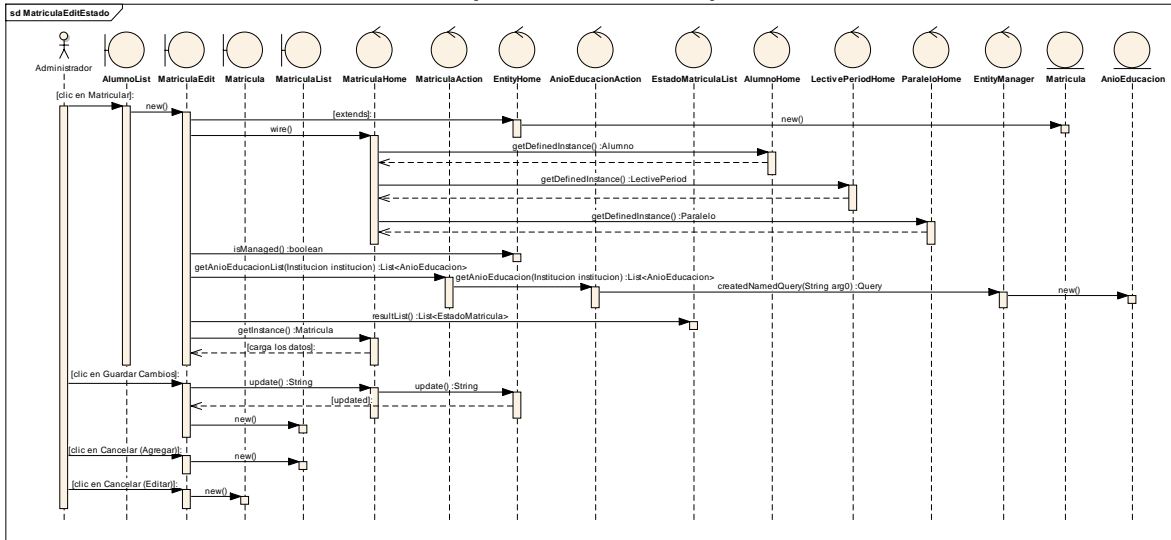 sd MatriculaEditEstado
Administrador
AlumnoList
MatriculaEdit
Matricula
MatriculaList
MatriculaHome
MatriculaAction
EntityHome
AnioEducacionAction
EstadoMatriculaList
AlumnoHome
LectivePeriodHome
ParaleloHome
EntityManager
Matricula
AnioEducacion
[clic en Matricular]:
new()
[extends]:
new()
wire()
getDefinedInstance() :Alumno
getDefinedInstance() :LectivePeriod
getDefinedInstance() :Paralelo
isManaged() :boolean
getAnioEducacionList(Institucion institucion) :List<AnioEducacion>
getAnioEducacion(Institucion institucion) :List<AnioEducacion>
createdNamedQuery(String arg0) :Query
new()
resultList() :List<EstadoMatricula>
getInstance() :Matricula
[carga los datos]:
[clic en Guardar Cambios]:
update() :String
update() :String
[updated]:
new()
[clic en Cancelar (Agregar)]:
new()
[clic en Cancelar (Editar)]:
new()